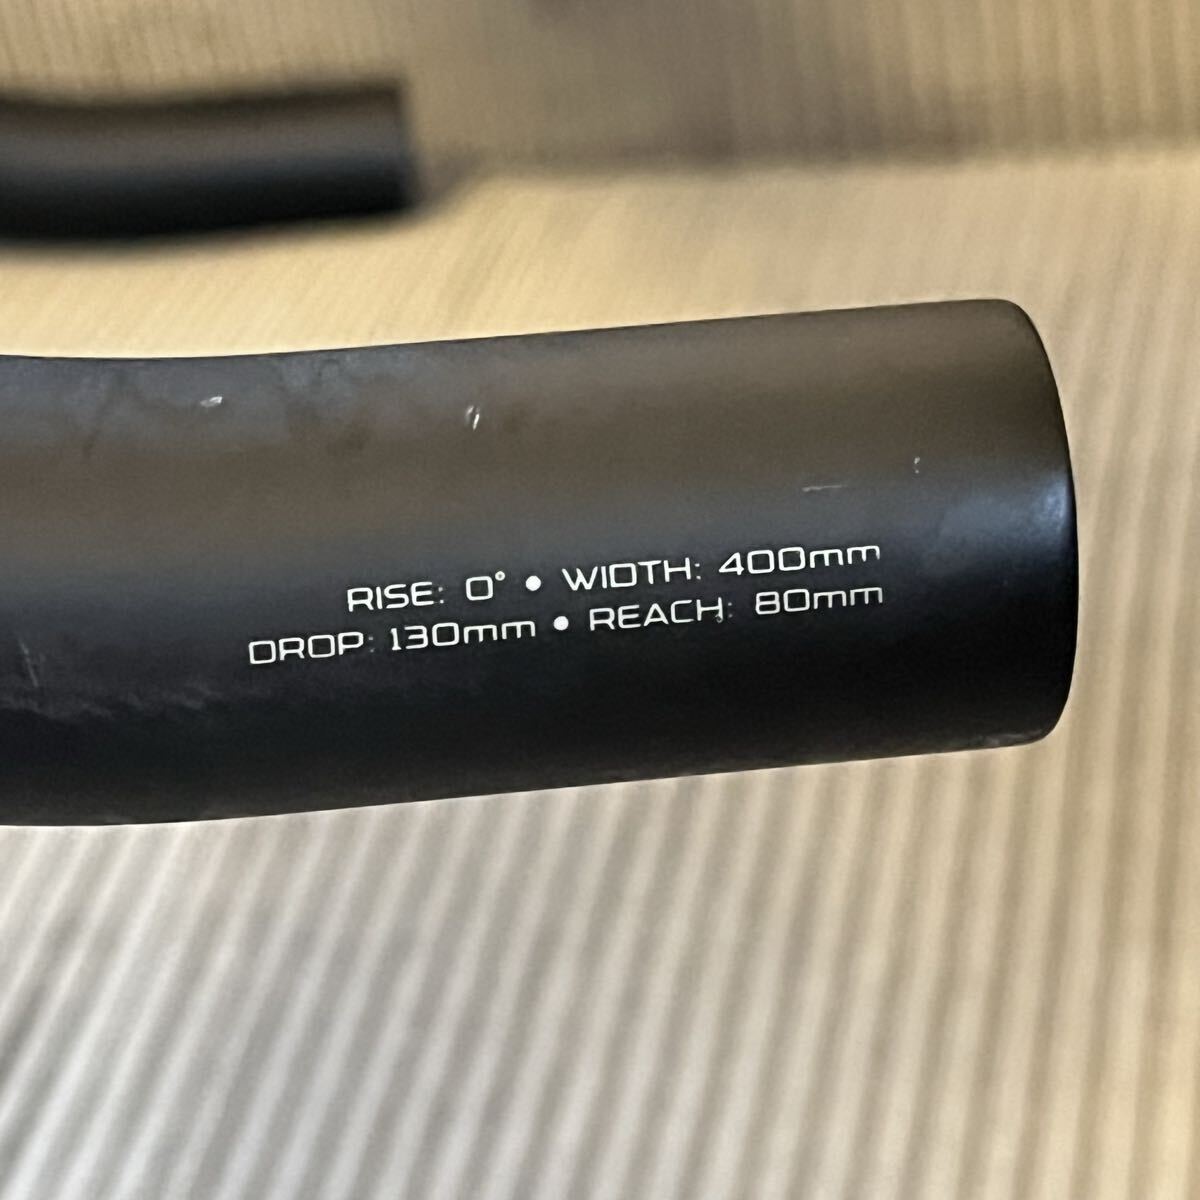 RISE: 0° • WIDTH: 400mm
DROP: 130mm • REACH: 80mm